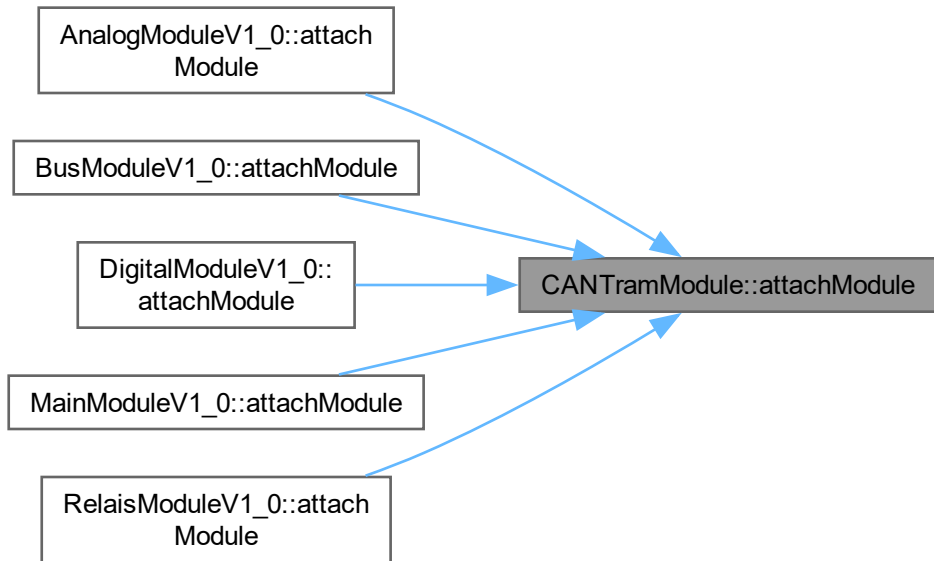 AnalogModuleV1_0::attach
Module
BusModuleV1_0::attachModule
DigitalModuleV1_0::
attachModule
CANTramModule::attachModule
MainModuleV1_0::attachModule
RelaisModuleV1_0::attach
Module